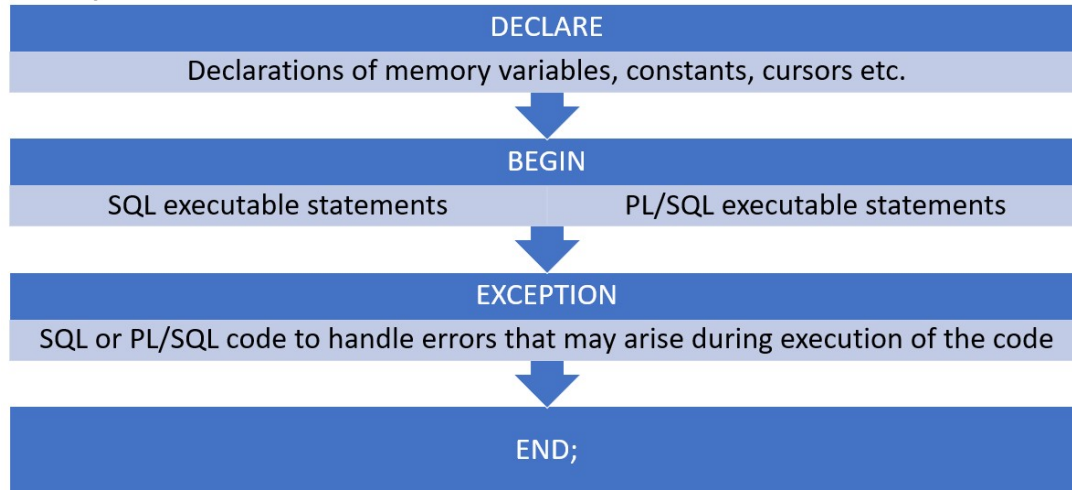 DECLARE
Declarations of memory variables, constants, cursors etc.
BEGIN
SQL executable statements
PL/SQL executable statements
EXCEPTION
SQL or PL/SQL code to handle errors that may arise during execution of the code
END;